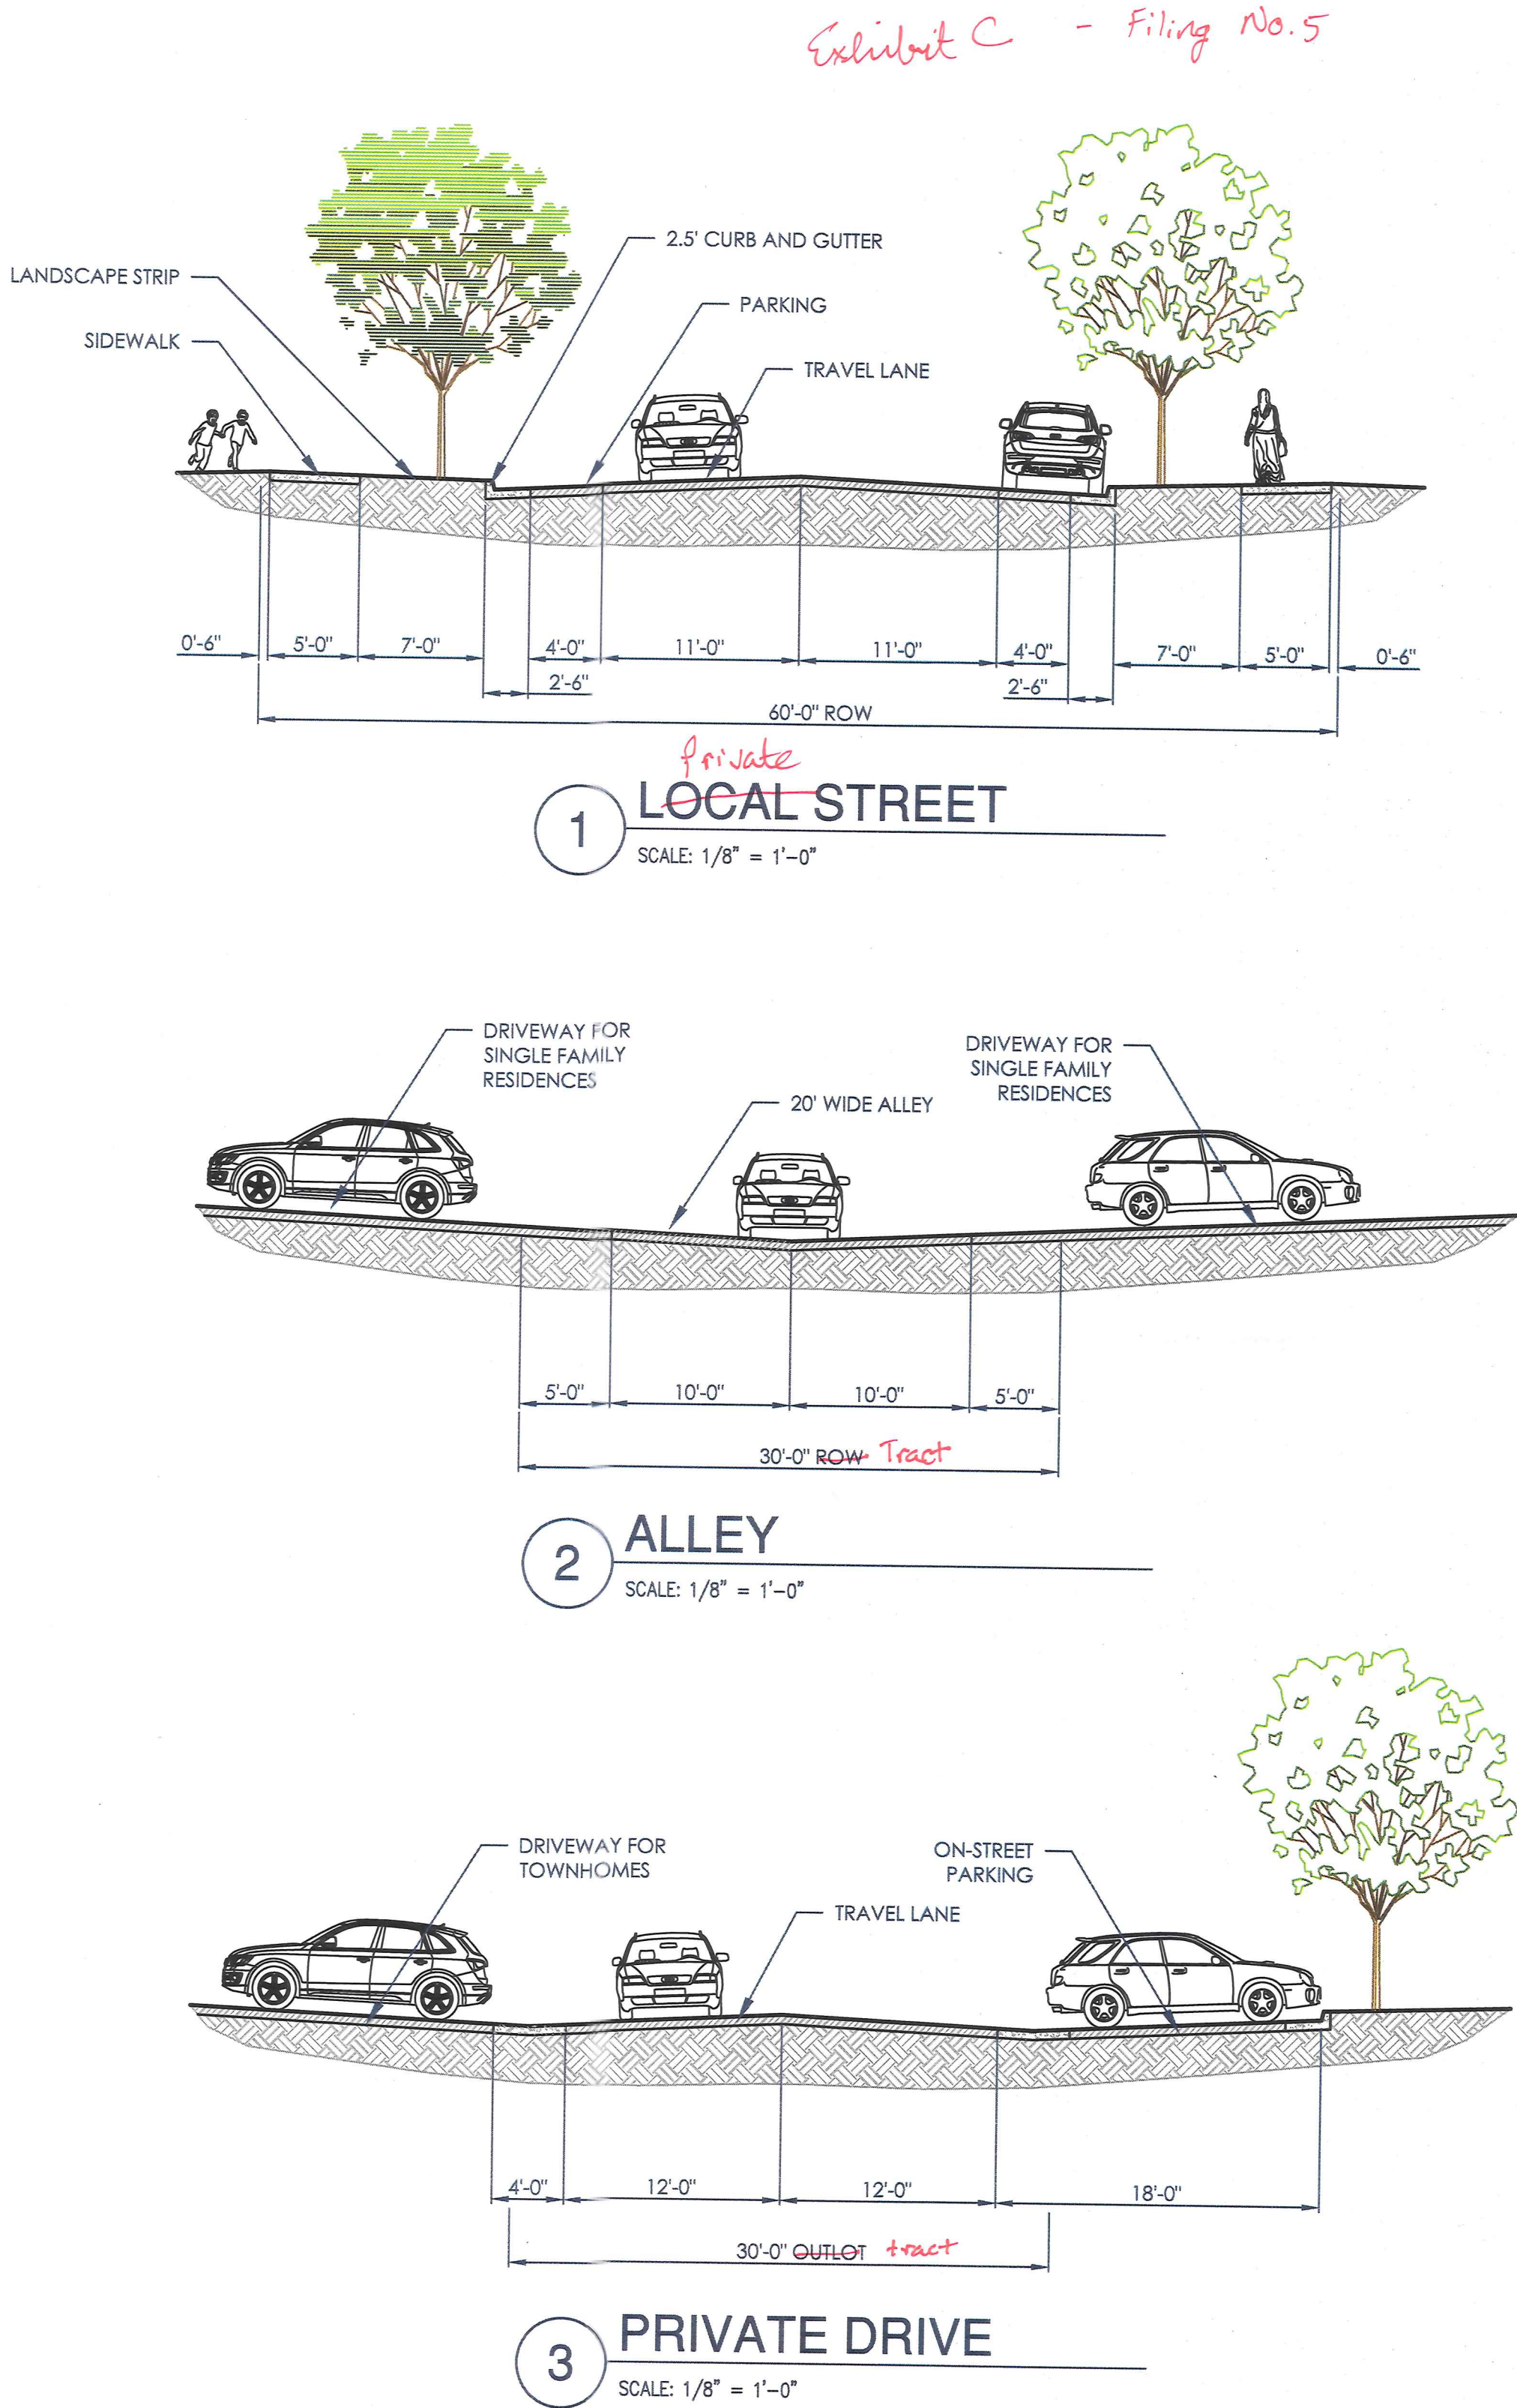 Exhibit C - Filing No. 5
2.5' CURB AND GUTTER
LANDSCAPE STRIP
PARKING
SIDEWALK
TRAVEL LANE
0'-6" 5'-0" 7'-0" 4'-0" 11'-0" 11'-0" 4'-0" 7'-0" 5'-0" 0'-6"
2'-6" 2'-6"
60'-0" ROW
Private
1 LOCAL STREET
SCALE: 1/8" = 1'-0"
DRIVEWAY FOR
SINGLE FAMILY
RESIDENCES
DRIVEWAY FOR
SINGLE FAMILY
RESIDENCES
20' WIDE ALLEY
5'-0" 10'-0" 10'-0" 5'-0"
30'-0" ROW Tract
2 ALLEY
SCALE: 1/8" = 1'-0"
DRIVEWAY FOR
TOWNHOMES
ON-STREET
PARKING
TRAVEL LANE
4'-0" 12'-0" 12'-0" 18'-0"
30'-0" OUTLOT tract
3 PRIVATE DRIVE
SCALE: 1/8" = 1'-0"